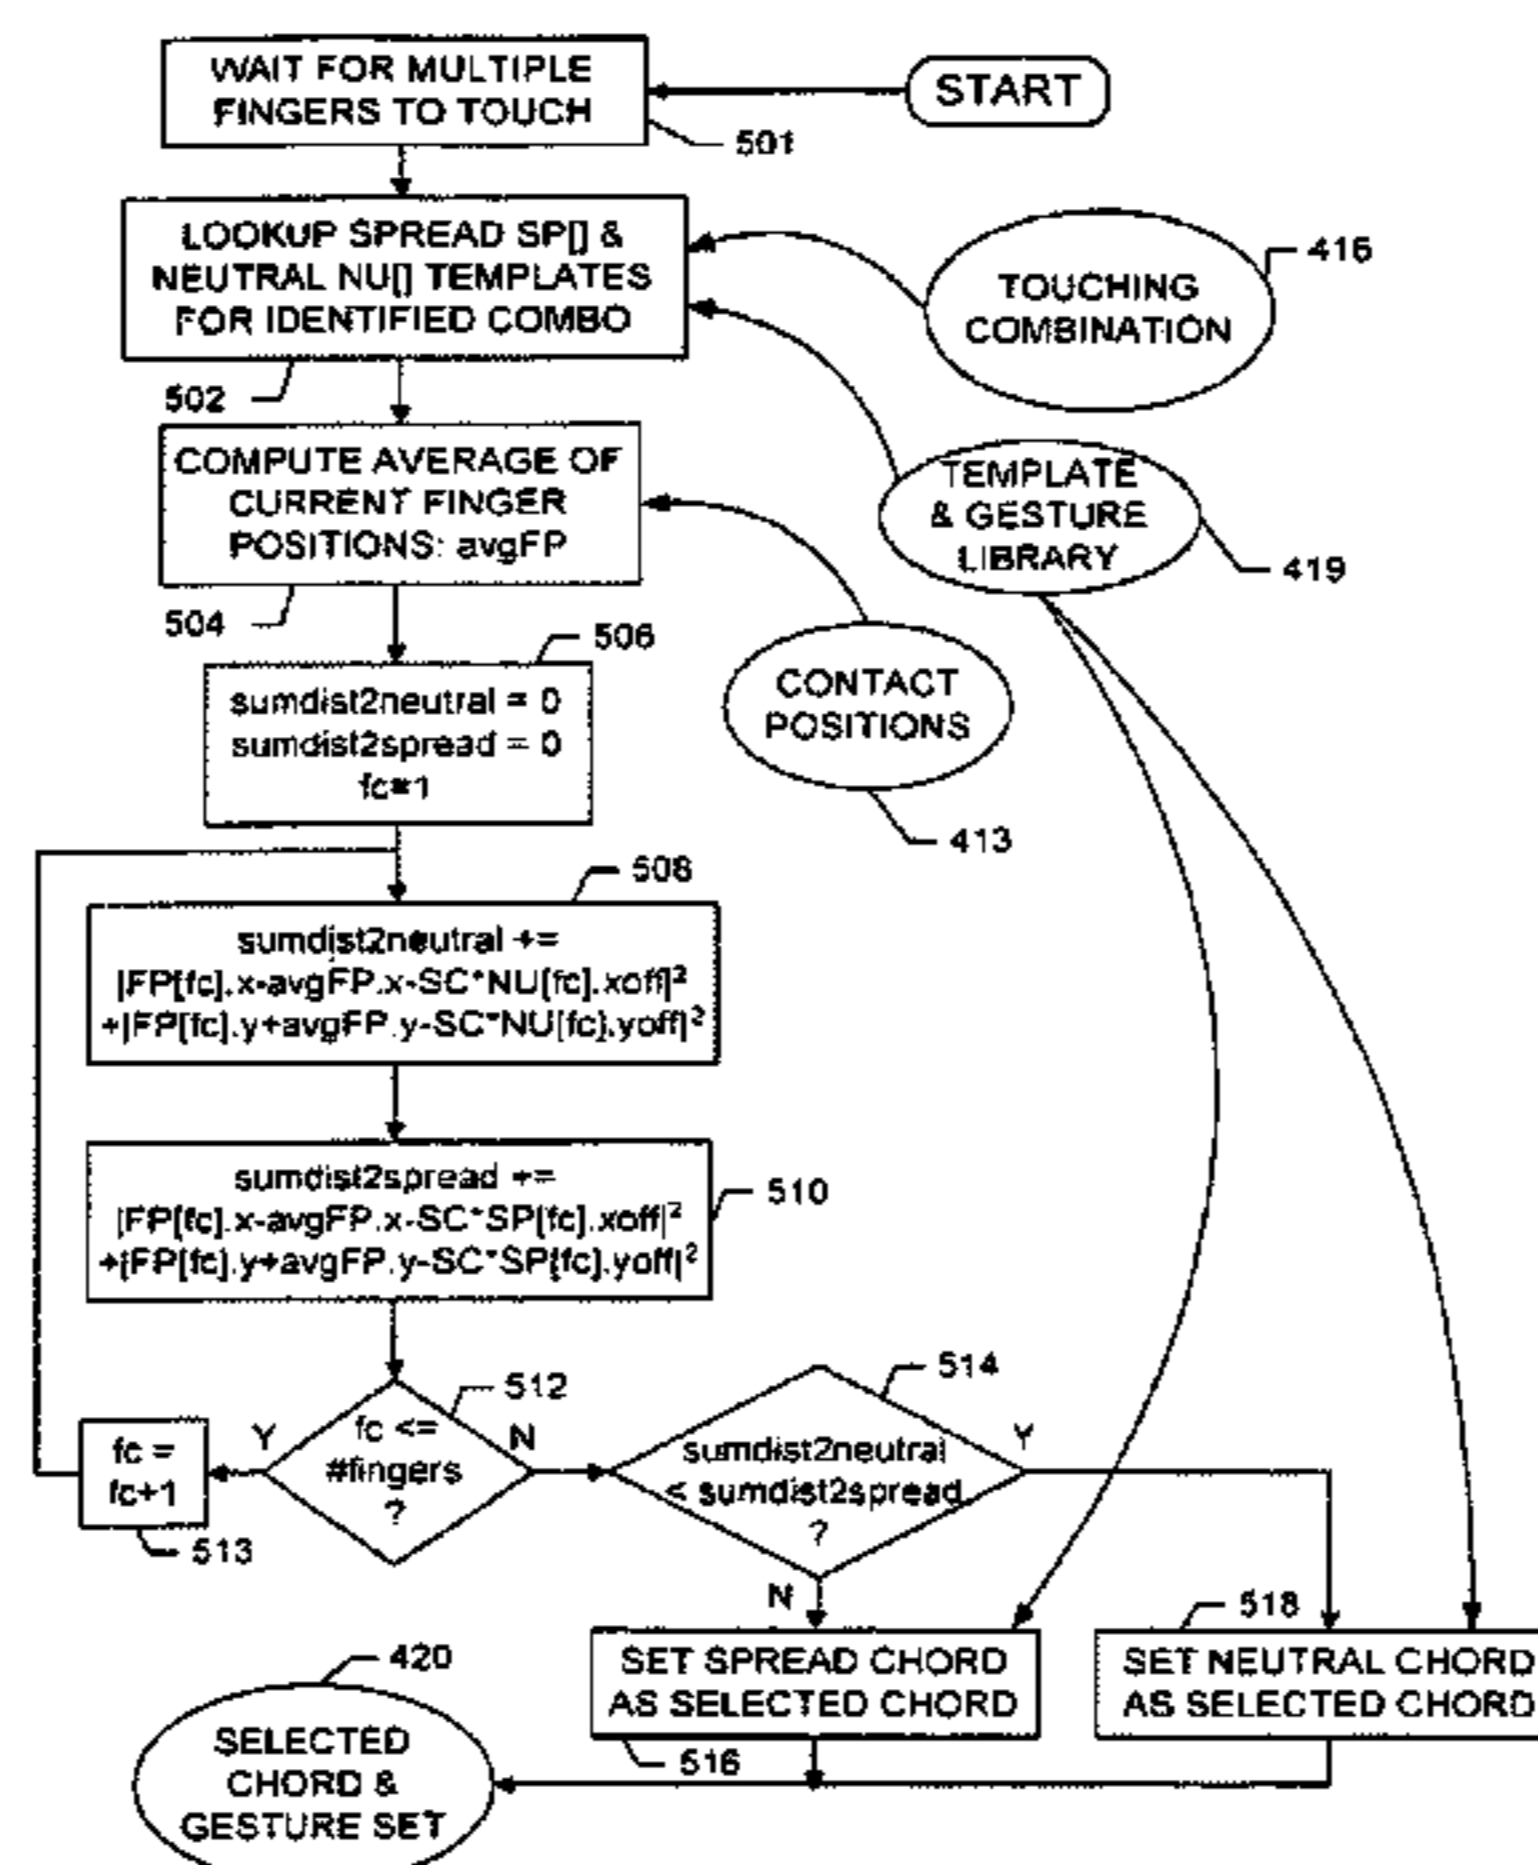 WAIT FOR MULTIPLE
FINGERS TO TOUCH
START
501
LOOKUP SPREAD SP[] &
NEUTRAL NU[] TEMPLATES
FOR IDENTIFIED COMBO
TOUCHING
COMBINATION
416
502
COMPUTE AVERAGE OF
CURRENT FINGER
POSITIONS: avgFP
TEMPLATE
& GESTURE
LIBRARY
419
504
506
sumdist2neutral = 0
sumdist2spread = 0
fc=1
CONTACT
POSITIONS
413
508
sumdist2neutral +=
|FP[fc].x-avgFP.x-SC*NU[fc].xoff|²
+|FP[fc].y+avgFP.y-SC*NU[fc].yoff|²
sumdist2spread +=
|FP[fc].x-avgFP.x-SC*SP[fc].xoff|²
+|FP[fc].y+avgFP.y-SC*SP[fc].yoff|²
510
512
fc <=
#fingers
?
Y
N
fc =
fc+1
513
514
sumdist2neutral
< sumdist2spread
?
Y
N
SET SPREAD CHORD
AS SELECTED CHORD
516
518
SET NEUTRAL CHORD
AS SELECTED CHORD
420
SELECTED
CHORD &
GESTURE SET